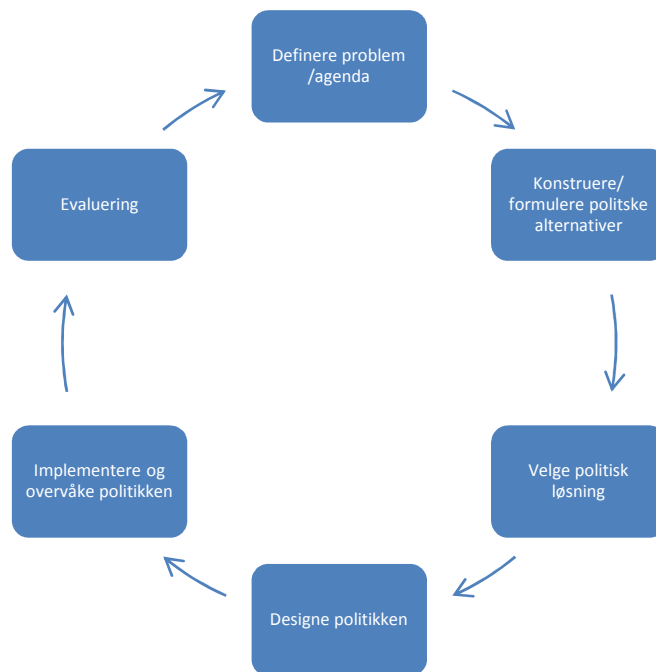 Definere problem
/agenda
Konstruere/
formulere politske
alternativer
Velge politisk
løsning
Designe politikken
Implementere og
overvåke politikken
Evaluering